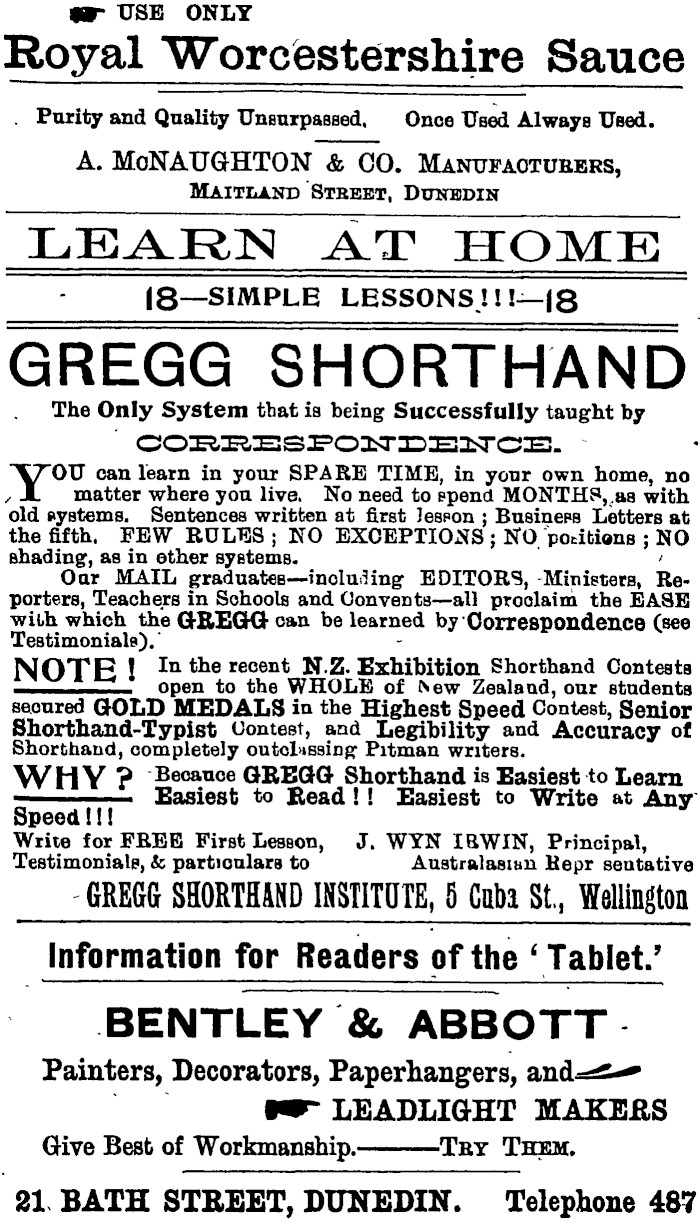 USE ONLY
Royal Worcestershire Sauce
Purity and Quality Unsurpassed. Once Used Always Used.
A. McNAUGHTON & CO. MANUFACTURERS,
MAITLAND STREET, DUNEDIN
LEARN AT HOME
18—SIMPLE LESSONS!!!—18
GREGG SHORTHAND
The Only System that is being Successfully taught by
CORRESPONDENCE.
YOU can learn in your SPARE TIME, in your own home, no
matter where you live. No need to spend MONTHS, as with
old systems. Sentences written at first lesson ; Business Letters at
the fifth. FEW RULES ; NO EXCEPTIONS ; NO positions ; NO
shading, as in other systems.
Our MAIL graduates—including EDITORS, Ministers, Re-
porters, Teachers in Schools and Convents—all proclaim the EASE
with which the GREGG can be learned by Correspondence (see
Testimonials).
NOTE! In the recent N.Z. Exhibition Shorthand Contests
open to the WHOLE of New Zealand, our students
secured GOLD MEDALS in the Highest Speed Contest, Senior
Shorthand-Typist Contest, and Legibility and Accuracy of
Shorthand, completely outclassing Pitman writers.
WHY? Because GREGG Shorthand is Easiest to Learn
Easiest to Read!! Easiest to Write at Any
Speed!!!
Write for FREE First Lesson, J. WYN IRWIN, Principal,
Testimonials, & particulars to Australasian Repr sentative
GREGG SHORTHAND INSTITUTE, 5 Cuba St., Wellington
Information for Readers of the ‘Tablet.’
BENTLEY & ABBOTT
Painters, Decorators, Paperhangers, and
LEADLIGHT MAKERS
Give Best of Workmanship.——TRY THEM.
21 BATH STREET, DUNEDIN. Telephone 487